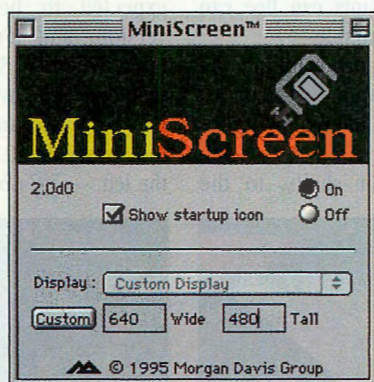 MiniScreen™
MiniScreen
2.0d0
On
Show startup icon
Off
Display :
Custom Display
Custom
640
Wide
480
Tall
© 1995 Morgan Davis Group